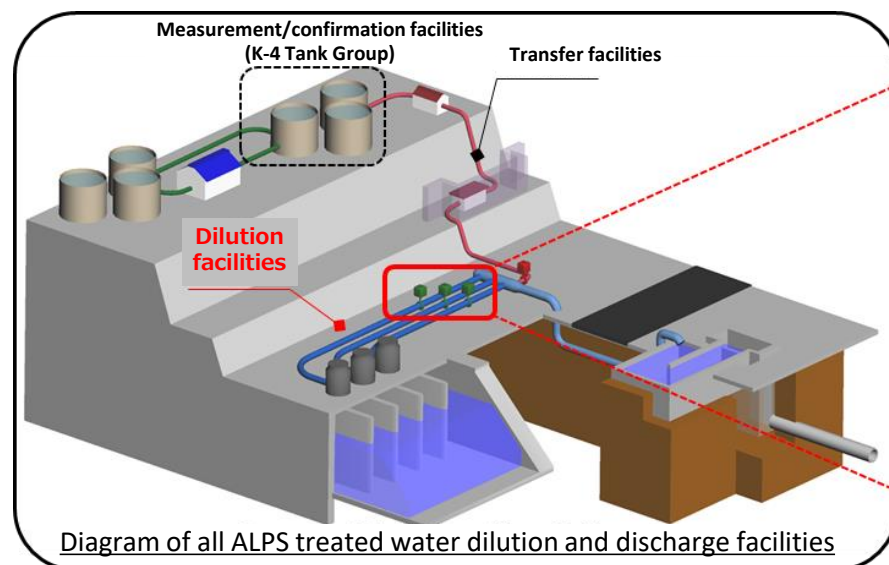 Measurement/confirmation facilities
(K-4 Tank Group)
Transfer facilities
Dilution
facilities
Diagram of all ALPS treated water dilution and discharge facilities